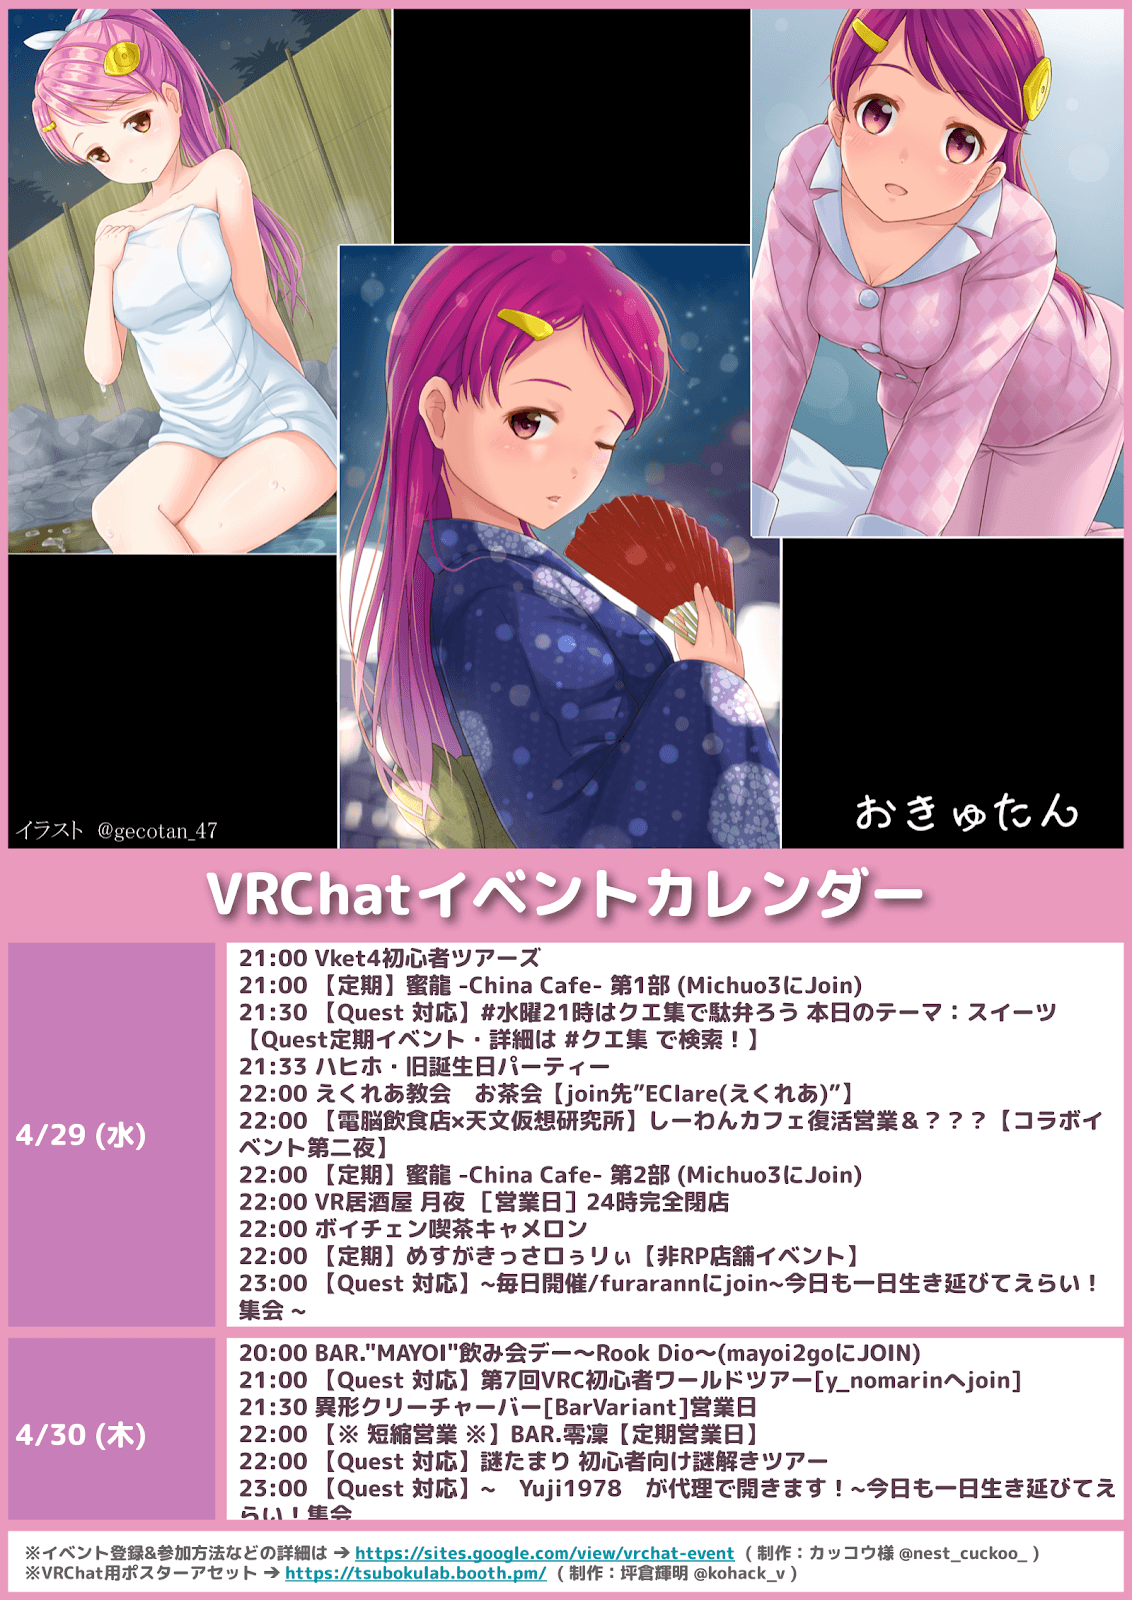 イラスト @gecotan_47
おきゅたん
VRChatイベントカレンダー
4/29 (水)
21:00 Vket4初心者ツアーズ
21:00 【定期】蜜龍 -China Cafe- 第1部 (Michuo3にJoin)
21:30 【Quest 対応】#水曜21時はクエ集で駄弁ろう 本日のテーマ：スイーツ
【Quest定期イベント・詳細は #クエ集 で検索！】
21:33 ハヒホ・旧誕生日パーティー
22:00 えくれあ教会　お茶会【join先”EClare(えくれあ)”】
22:00 【電脳飲食店×天文仮想研究所】しーわんカフェ復活営業＆？？？【コラボイ
ベント第二夜】
22:00 【定期】蜜龍 -China Cafe- 第2部 (Michuo3にJoin)
22:00 VR居酒屋 月夜 ［営業日］24時完全閉店
22:00 ボイチェン喫茶キャメロン
22:00 【定期】めすがきっさロぅリぃ【非RP店舗イベント】
23:00 【Quest 対応】~毎日開催/furarannにjoin~今日も一日生き延びてえらい！
集会 ~
4/30 (木)
20:00 BAR."MAYOI"飲み会デー〜Rook Dio〜(mayoi2goにJOIN)
21:00 【Quest 対応】第7回VRC初心者ワールドツアー[y_nomarinへjoin]
21:30 異形クリーチャーバー[BarVariant]営業日
22:00 【※ 短縮営業 ※】BAR.零凜【定期営業日】
22:00 【Quest 対応】謎たまり 初心者向け謎解きツアー
23:00 【Quest 対応】~　Yuji1978　が代理で開きます！~今日も一日生き延びてえ
らい！集会
※イベント登録&参加方法などの詳細は ➔ https://sites.google.com/view/vrchat-event ( 制作：カッコウ様 @nest_cuckoo_ )
※VRChat用ポスターアセット ➔ https://tsubokulab.booth.pm/ ( 制作：坪倉輝明 @kohack_v )